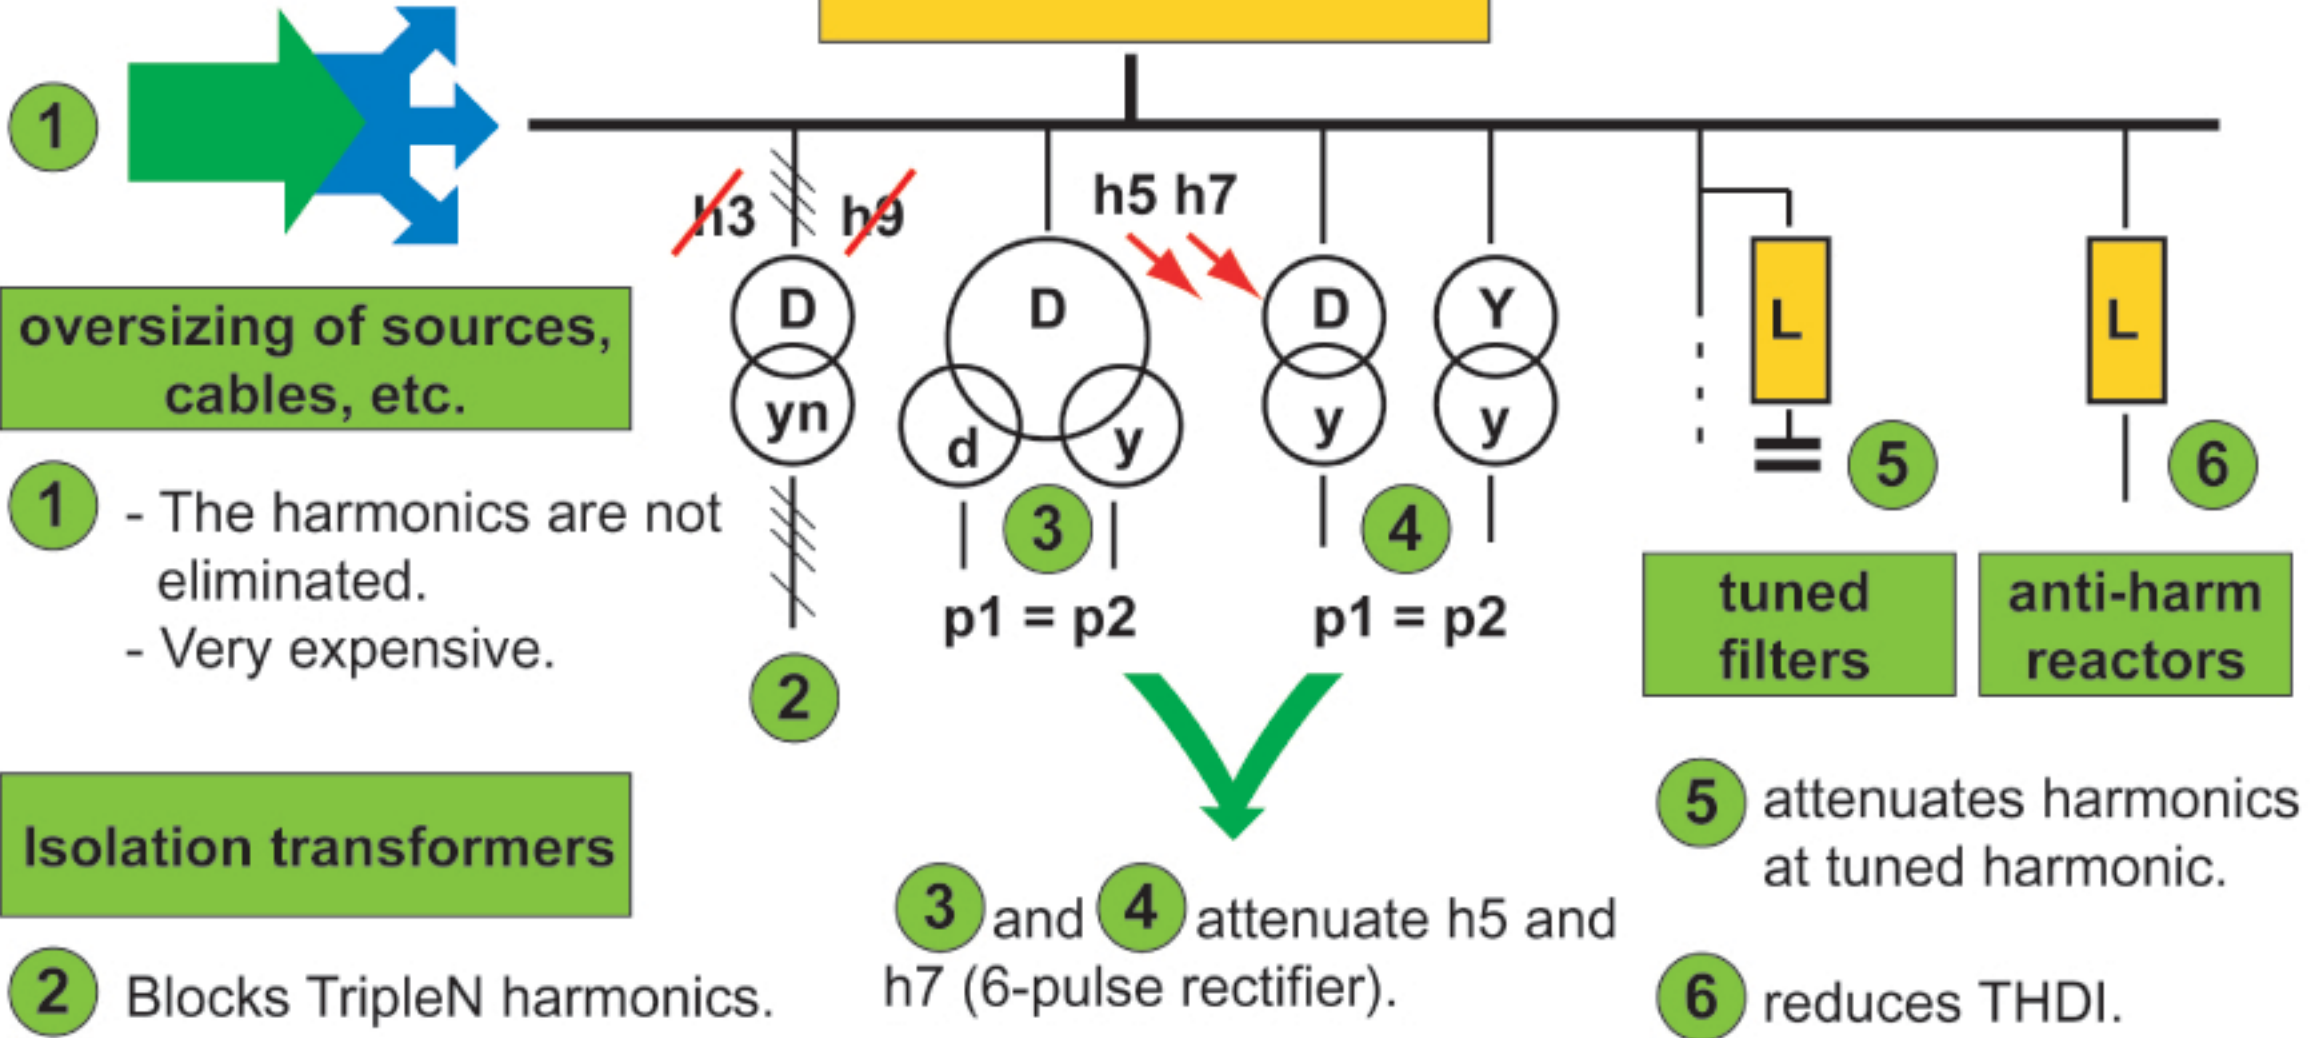 1
h3
h9
h5 h7
D
yn
D
d
y
D
y
Y
y
L
L
5
6
3
4
p1 = p2
p1 = p2
2
oversizing of sources,
cables, etc.
1
- The harmonics are not
eliminated.
- Very expensive.
Isolation transformers
2 Blocks TripleN harmonics.
3 and 4 attenuate h5 and
h7 (6-pulse rectifier).
tuned
filters
anti-harm
reactors
5 attenuates harmonics
at tuned harmonic.
6 reduces THDI.